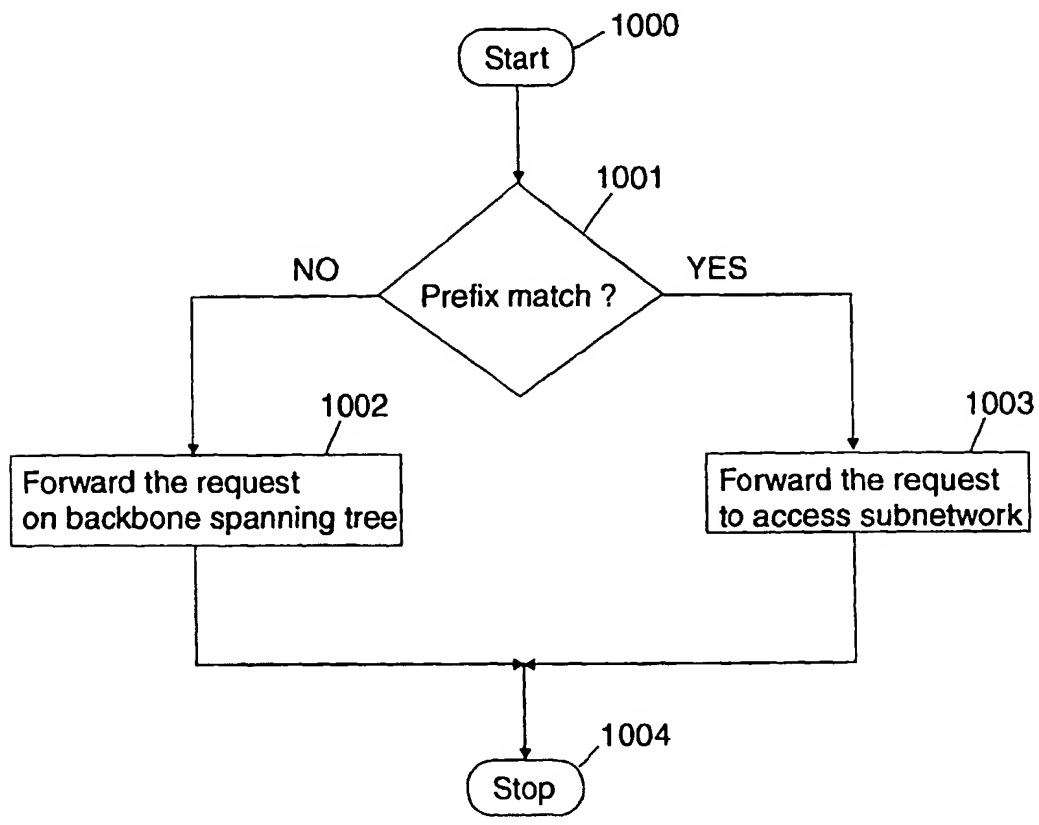 1000
Start
1001
NO
YES
Prefix match ?
1002
1003
Forward the request
on backbone spanning tree
Forward the request
to access subnetwork
1004
Stop